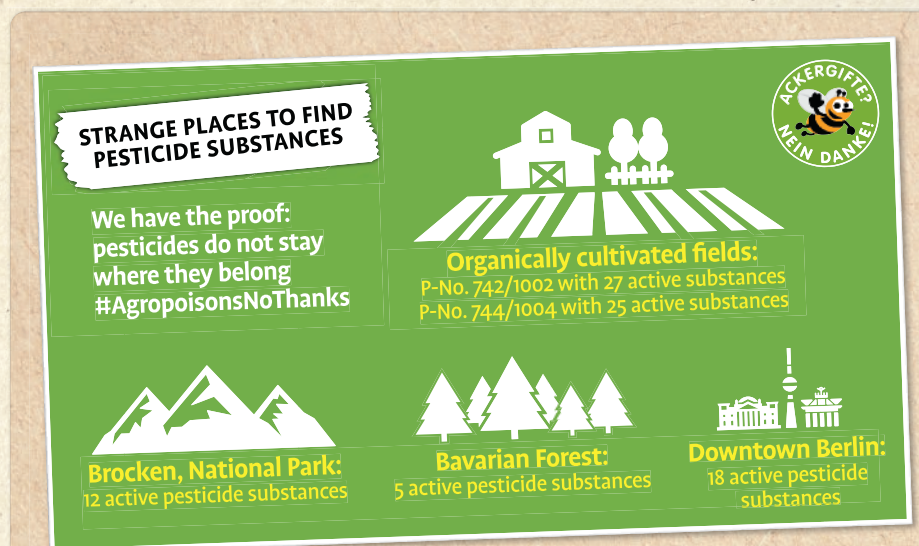 STRANGE PLACES TO FIND
PESTICIDE SUBSTANCES
We have the proof:
pesticides do not stay
where they belong
#AgropoisonsNoThanks
ACKERGIFTE?
NEIN DANKE!
Organically cultivated fields:
P-No. 742/1002 with 27 active substances
P-No. 744/1004 with 25 active substances
Brocken, National Park:
12 active pesticide substances
Bavarian Forest:
5 active pesticide substances
Downtown Berlin:
18 active pesticide
substances